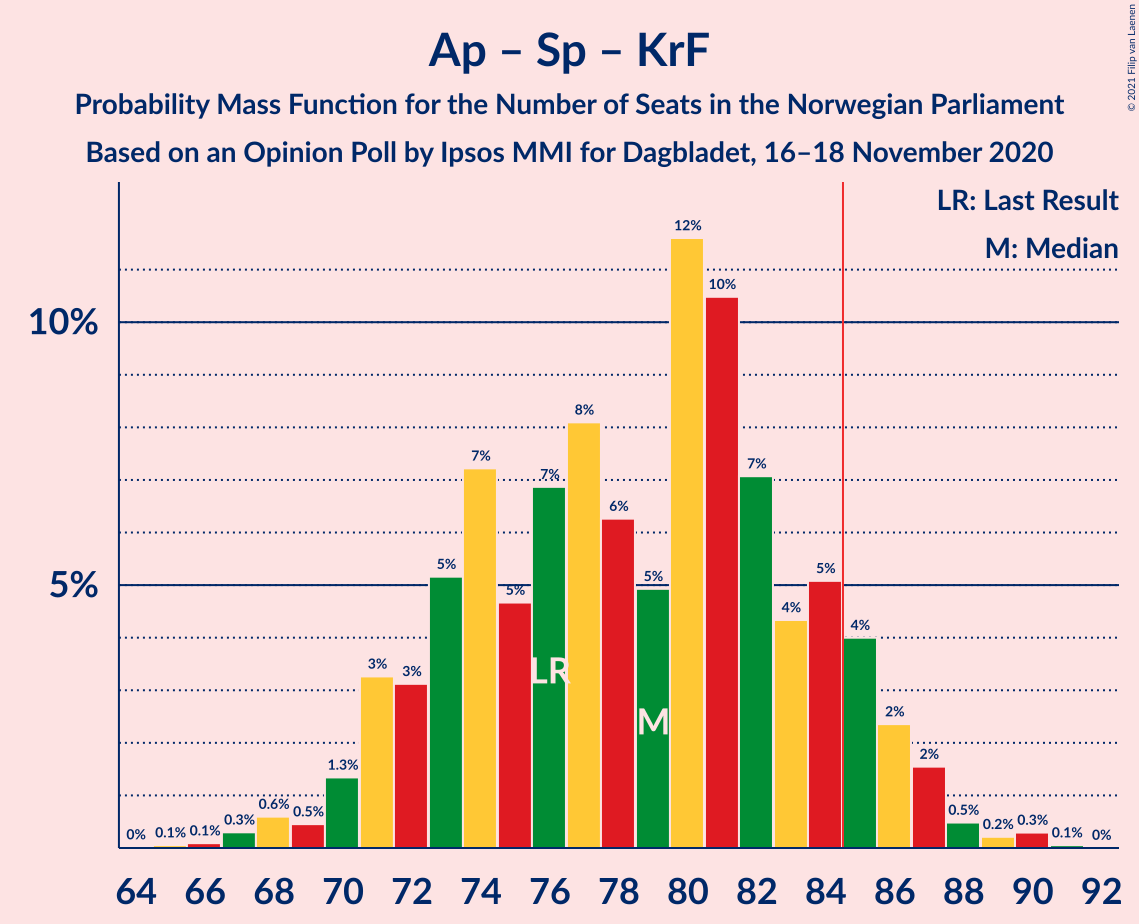 Ap – Sp – KrF
Probability Mass Function for the Number of Seats in the Norwegian Parliament
Based on an Opinion Poll by Ipsos MMI for Dagbladet, 16–18 November 2020
© 2021 Filip van Laenen
LR: Last Result
M: Median
10%
5%
0% 0.1% 0.1% 0.3% 0.6% 0.5% 1.3% 3% 3% 5% 7% 5% 7% 8% 6% 5% 12% 10% 7% 4% 5% 4% 2% 2% 0.5% 0.2% 0.3% 0.1% 0%
LR
M
64 66 68 70 72 74 76 78 80 82 84 86 88 90 92